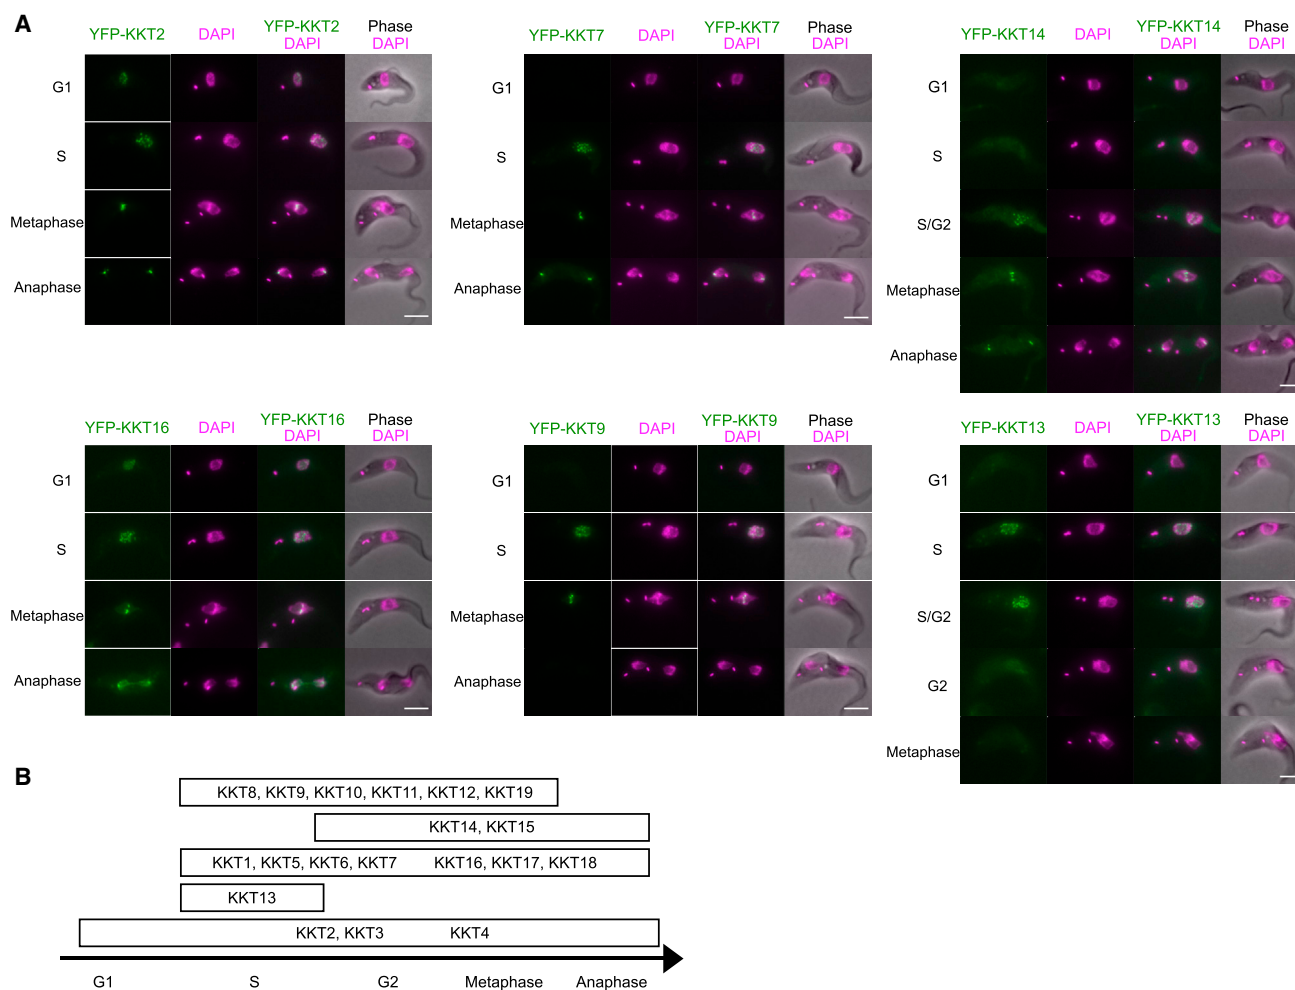 A
YFP-KKT2
DAPI
YFP-KKT2
DAPI
Phase
DAPI
G1
S
Metaphase
Anaphase
YFP-KKT7
DAPI
YFP-KKT7
DAPI
Phase
DAPI
G1
S
Metaphase
Anaphase
YFP-KKT14
DAPI
YFP-KKT14
DAPI
Phase
DAPI
G1
S
S/G2
Metaphase
Anaphase
YFP-KKT16
DAPI
YFP-KKT16
DAPI
Phase
DAPI
G1
S
Metaphase
Anaphase
YFP-KKT9
DAPI
YFP-KKT9
DAPI
Phase
DAPI
G1
S
Metaphase
Anaphase
YFP-KKT13
DAPI
YFP-KKT13
DAPI
Phase
DAPI
G1
S
S/G2
G2
Metaphase
B
KKT8, KKT9, KKT10, KKT11, KKT12, KKT19
KKT14, KKT15
KKT1, KKT5, KKT6, KKT7 KKT16, KKT17, KKT18
KKT13
KKT2, KKT3 KKT4
G1 S G2 Metaphase Anaphase